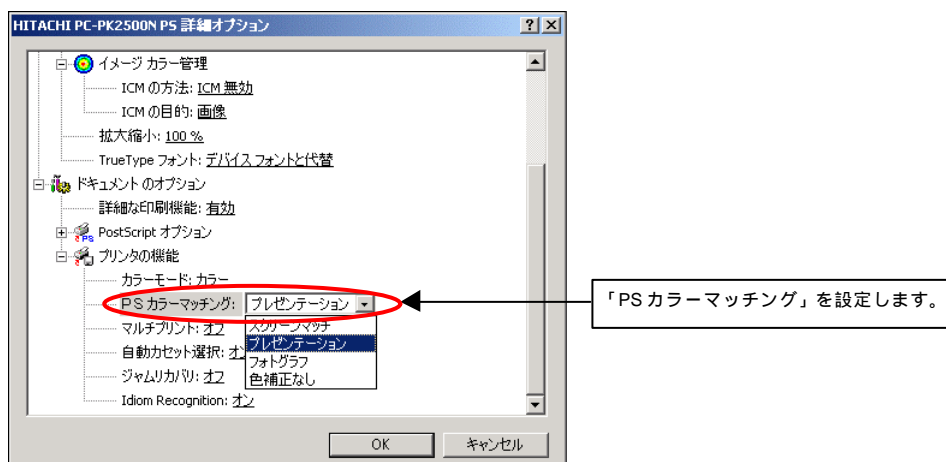 HITACHI PC-PK2500N PS 詳細オプション
イメージ カラー管理
ICM の方法: ICM 無効
ICM の目的: 画像
拡大縮小: 100 %
TrueType フォント: デバイス フォントと代替
ドキュメントのオプション
詳細な印刷機能: 有効
PostScript オプション
プリンタの機能
カラーモード: カラー
PSカラーマッチング: プレゼンテーション
マルチプリント: オフ
スクリーンマッチ
プレゼンテーション
自動カセット選択: オン
フォトグラフ
ジャムリカバリ: オフ
色補正なし
Idiom Recognition: オン
OK
キャンセル
「PSカラーマッチング」を設定します。